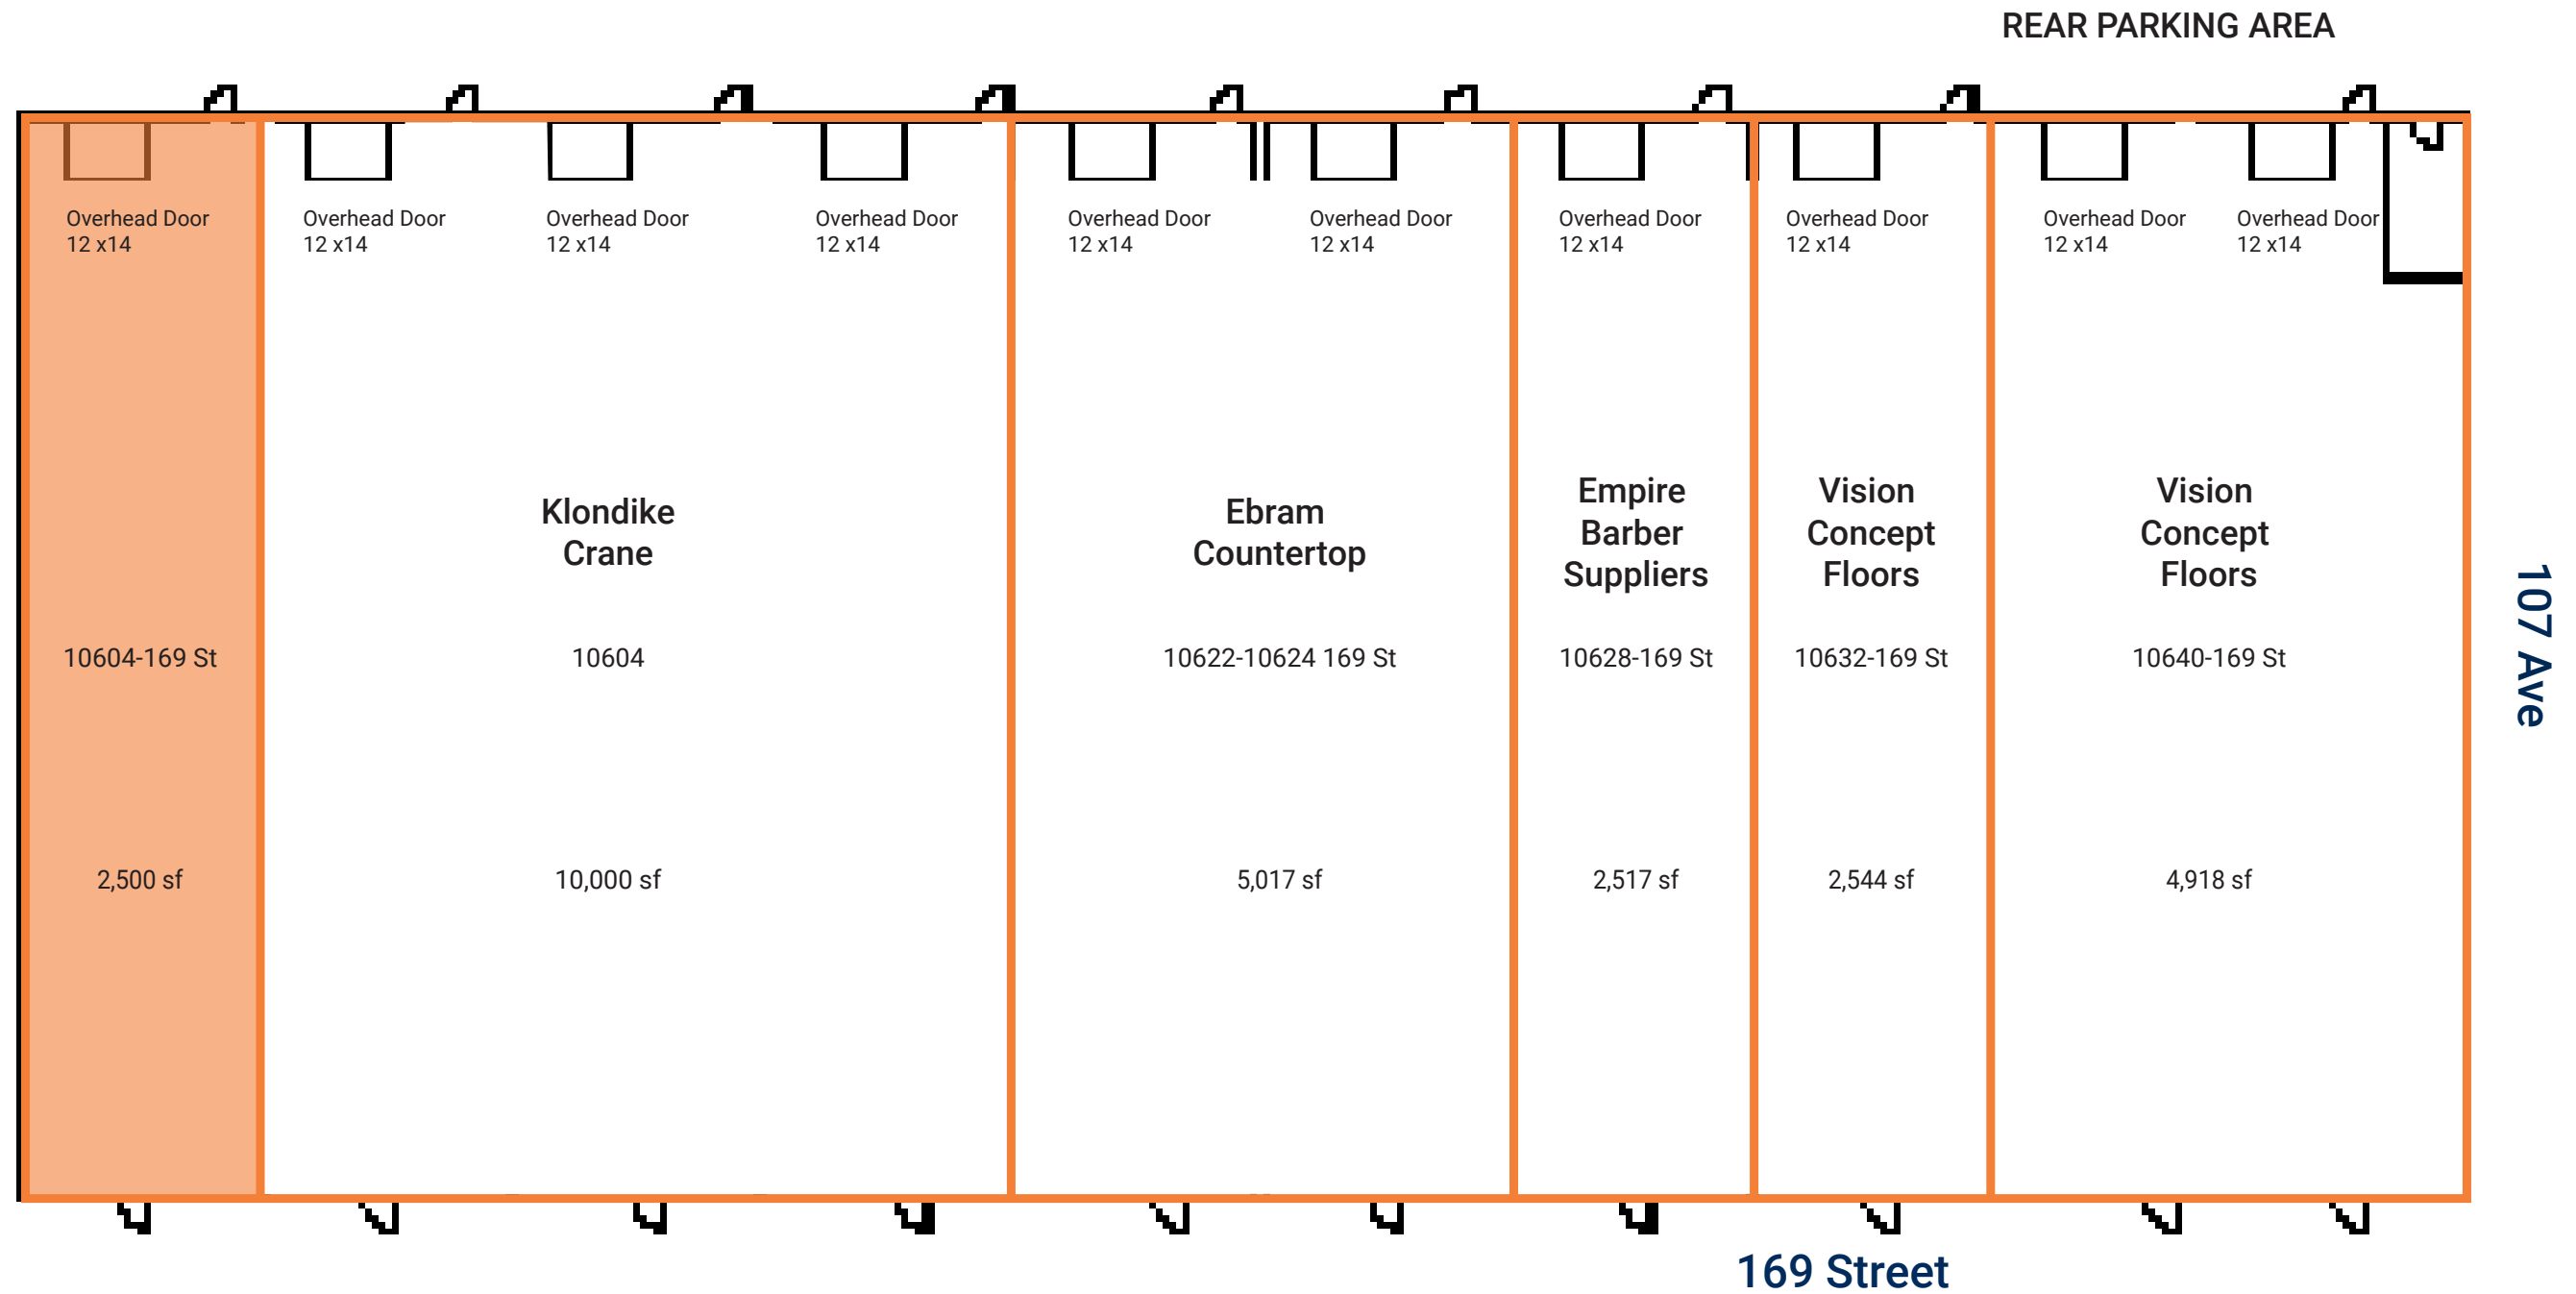 REAR PARKING AREA
Overhead Door
12 x14
Overhead Door
12 x14
Overhead Door
12 x14
Overhead Door
12 x14
Overhead Door
12 x14
Overhead Door
12 x14
Overhead Door
12 x14
Overhead Door
12 x14
Overhead Door
12 x14
Overhead Door
12 x14
10604-169 St
2,500 sf
Klondike
Crane
10604
10,000 sf
Ebram
Countertop
10622-10624 169 St
5,017 sf
Empire
Barber
Suppliers
10628-169 St
2,517 sf
Vision
Concept
Floors
10632-169 St
2,544 sf
Vision
Concept
Floors
10640-169 St
4,918 sf
107 Ave
169 Street